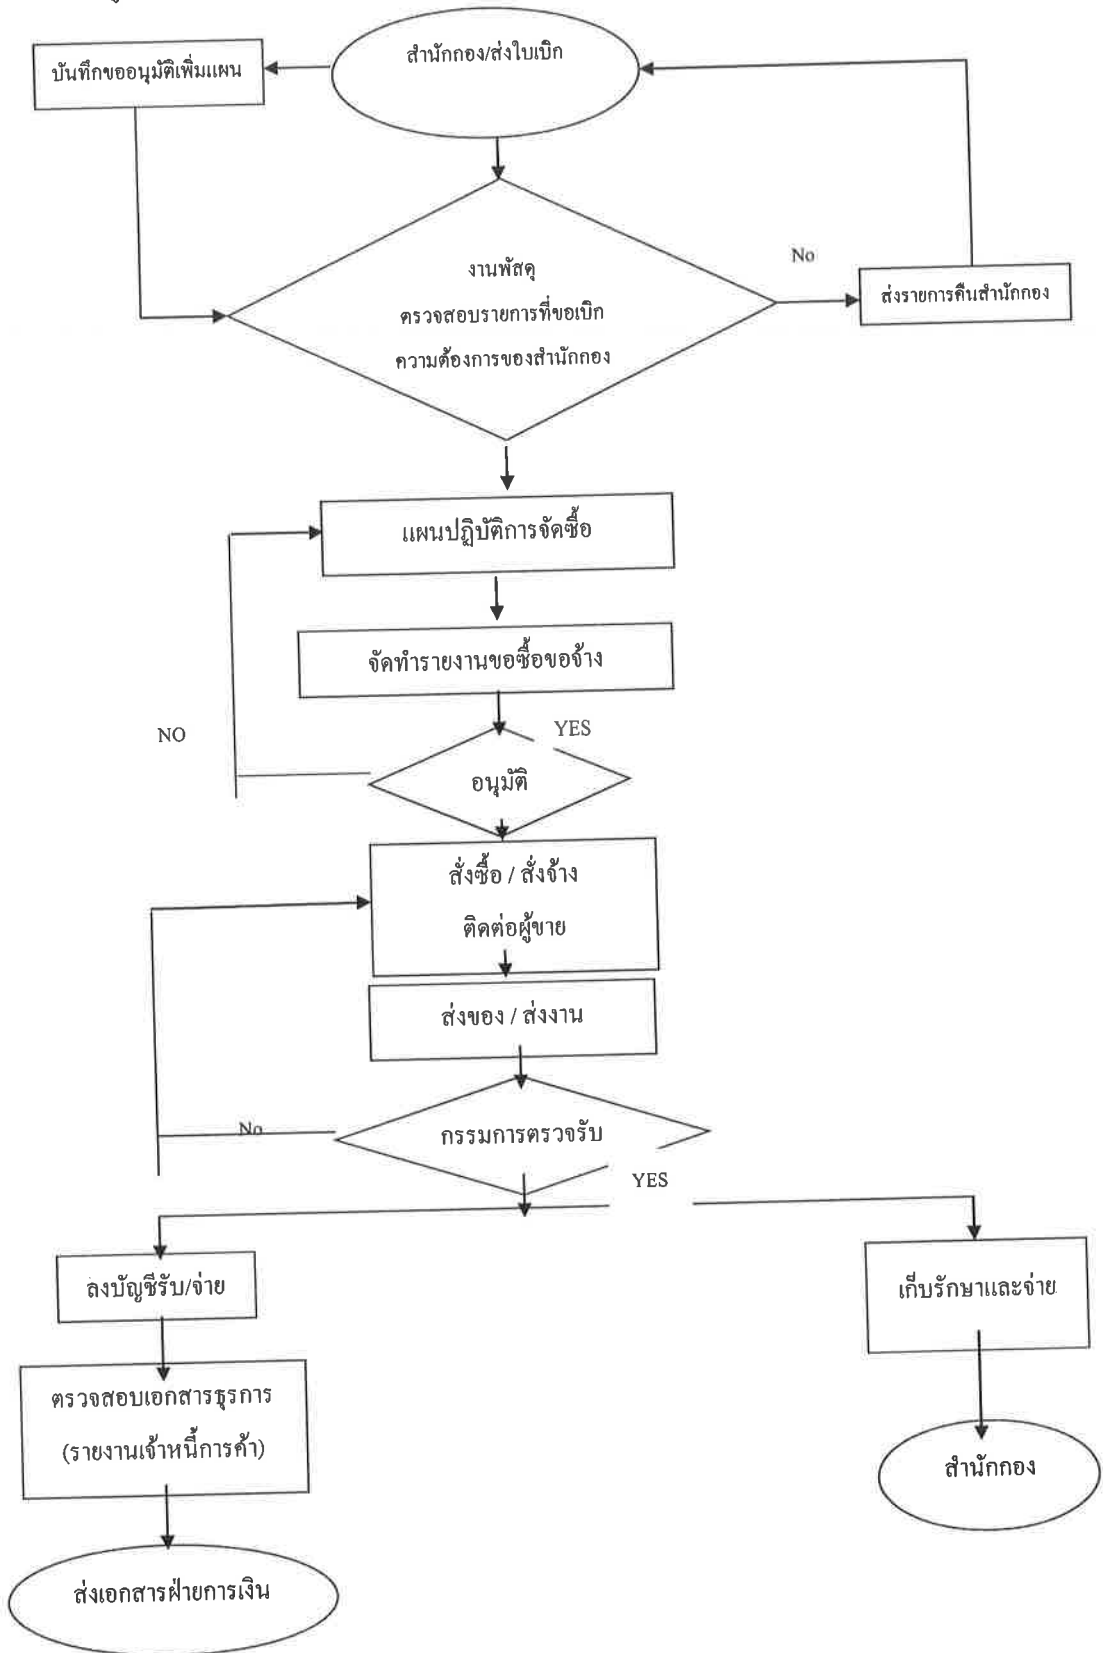 สำนักกอง/ส่งใบเบิก
บันทึกขออนุมัติเพิ่มแผน
No
งานพัสดุ
ส่งรายการคืนสำนักกอง
ตรวจสอบรายการที่ขอเบิก
ความต้องการของสำนักกอง
แผนปฏิบัติการจัดซื้อ
จัดทำรายงานขอซื้อขอจ้าง
NO
YES
อนุมัติ
สั่งซื้อ / สั่งจ้าง
ติดต่อผู้ขาย
ส่งของ / ส่งงาน
No
กรรมการตรวจรับ
YES
ลงบัญชีรับ/จ่าย
เก็บรักษาและจ่าย
ตรวจสอบเอกสารธุรการ
(รายงานเจ้าหนี้การค้า)
สำนักกอง
ส่งเอกสารฝ่ายการเงิน